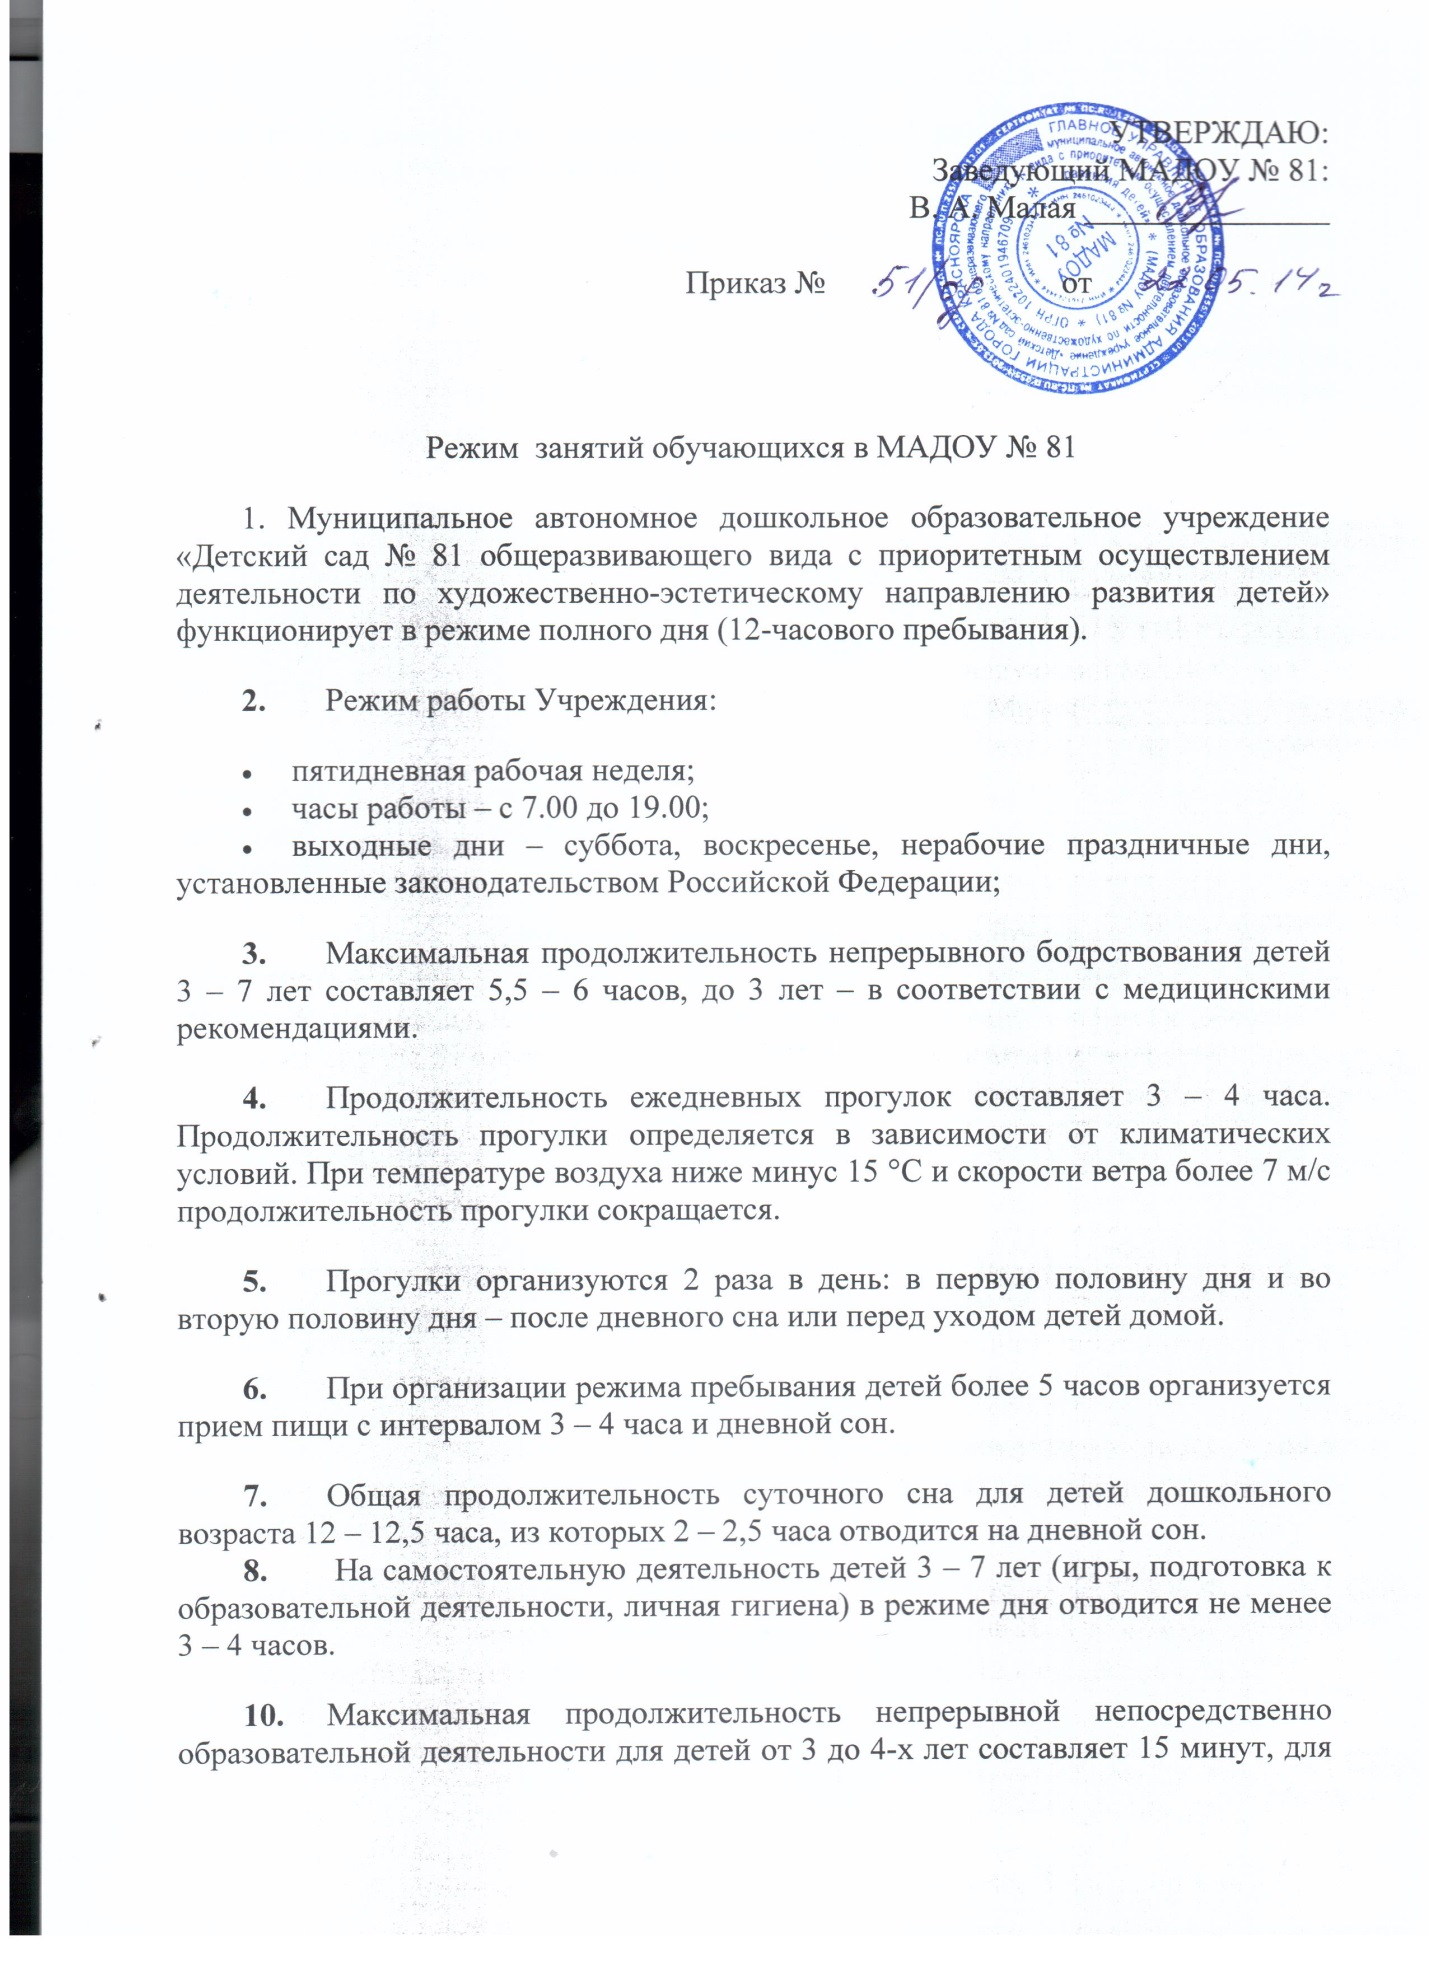 УТВЕРЖДАЮ:
Заведующий МАДОУ № 81:
В. А. Малая
Приказ № 51/ от 22.05.14г
МАДОУ
№ 81
Режим занятий обучающихся в МАДОУ № 81
1. Муниципальное автономное дошкольное образовательное учреждение
«Детский сад № 81 общеразвивающего вида с приоритетным осуществлением
деятельности по художественно-эстетическому направлению развития детей»
функционирует в режиме полного дня (12-часового пребывания).
2. Режим работы Учреждения:
• пятидневная рабочая неделя;
• часы работы – с 7.00 до 19.00;
• выходные дни – суббота, воскресенье, нерабочие праздничные дни,
установленные законодательством Российской Федерации;
3. Максимальная продолжительность непрерывного бодрствования детей
3 – 7 лет составляет 5,5 – 6 часов, до 3 лет – в соответствии с медицинскими
рекомендациями.
4. Продолжительность ежедневных прогулок составляет 3 – 4 часа.
Продолжительность прогулки определяется в зависимости от климатических
условий. При температуре воздуха ниже минус 15 °С и скорости ветра более 7 м/с
продолжительность прогулки сокращается.
5. Прогулки организуются 2 раза в день: в первую половину дня и во
вторую половину дня – после дневного сна или перед уходом детей домой.
6. При организации режима пребывания детей более 5 часов организуется
прием пищи с интервалом 3 – 4 часа и дневной сон.
7. Общая продолжительность суточного сна для детей дошкольного
возраста 12 – 12,5 часа, из которых 2 – 2,5 часа отводится на дневной сон.
8. На самостоятельную деятельность детей 3 – 7 лет (игры, подготовка к
образовательной деятельности, личная гигиена) в режиме дня отводится не менее
3 – 4 часов.
10. Максимальная продолжительность непрерывной непосредственно
образовательной деятельности для детей от 3 до 4-х лет составляет 15 минут, для